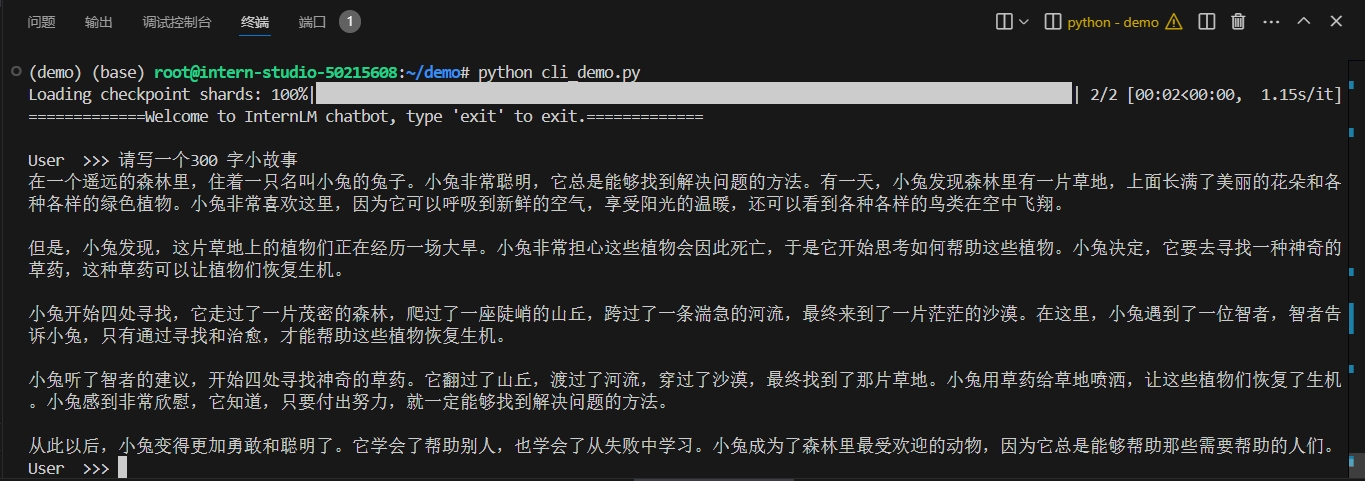 问题 输出 调试控制台 终端 端口 1 python - demo
(demo) (base) root@intern-studio-50215608:~/demo# python cli_demo.py
Loading checkpoint shards: 100%| | 2/2 [00:02<00:00, 1.15s/it]
=============Welcome to InternLM chatbot, type 'exit' to exit.=============
User >>> 请写一个300 字小故事
在一个遥远的森林里，住着一只名叫小兔的兔子。小兔非常聪明，它总是能够找到解决问题的方法。有一天，小兔发现森林里有一片草地，上面长满了美丽的花朵和各
种各样的绿色植物。小兔非常喜欢这里，因为它可以呼吸到新鲜的空气，享受阳光的温暖，还可以看到各种各样的鸟类在空中飞翔。
但是，小兔发现，这片草地上的植物们正在经历一场大旱。小兔非常担心这些植物会因此死亡，于是它开始思考如何帮助这些植物。小兔决定，它要去寻找一种神奇的
草药，这种草药可以让植物们恢复生机。
小兔开始四处寻找，它走过了一片茂密的森林，爬过了一座陡峭的山丘，跨过了一条湍急的河流，最终来到了一片茫茫的沙漠。在这里，小兔遇到了一位智者，智者告
诉小兔，只有通过寻找和治愈，才能帮助这些植物恢复生机。
小兔听了智者的建议，开始四处寻找神奇的草药。它翻过了山丘，渡过了河流，穿过了沙漠，最终找到了那片草地。小兔用草药给草地喷洒，让这些植物们恢复了生机
。小兔感到非常欣慰，它知道，只要付出努力，就一定能够找到解决问题的方法。
从此以后，小兔变得更加勇敢和聪明了。它学会了帮助别人，也学会了从失败中学习。小兔成为了森林里最受欢迎的动物，因为它总是能够帮助那些需要帮助的人们。
User >>>